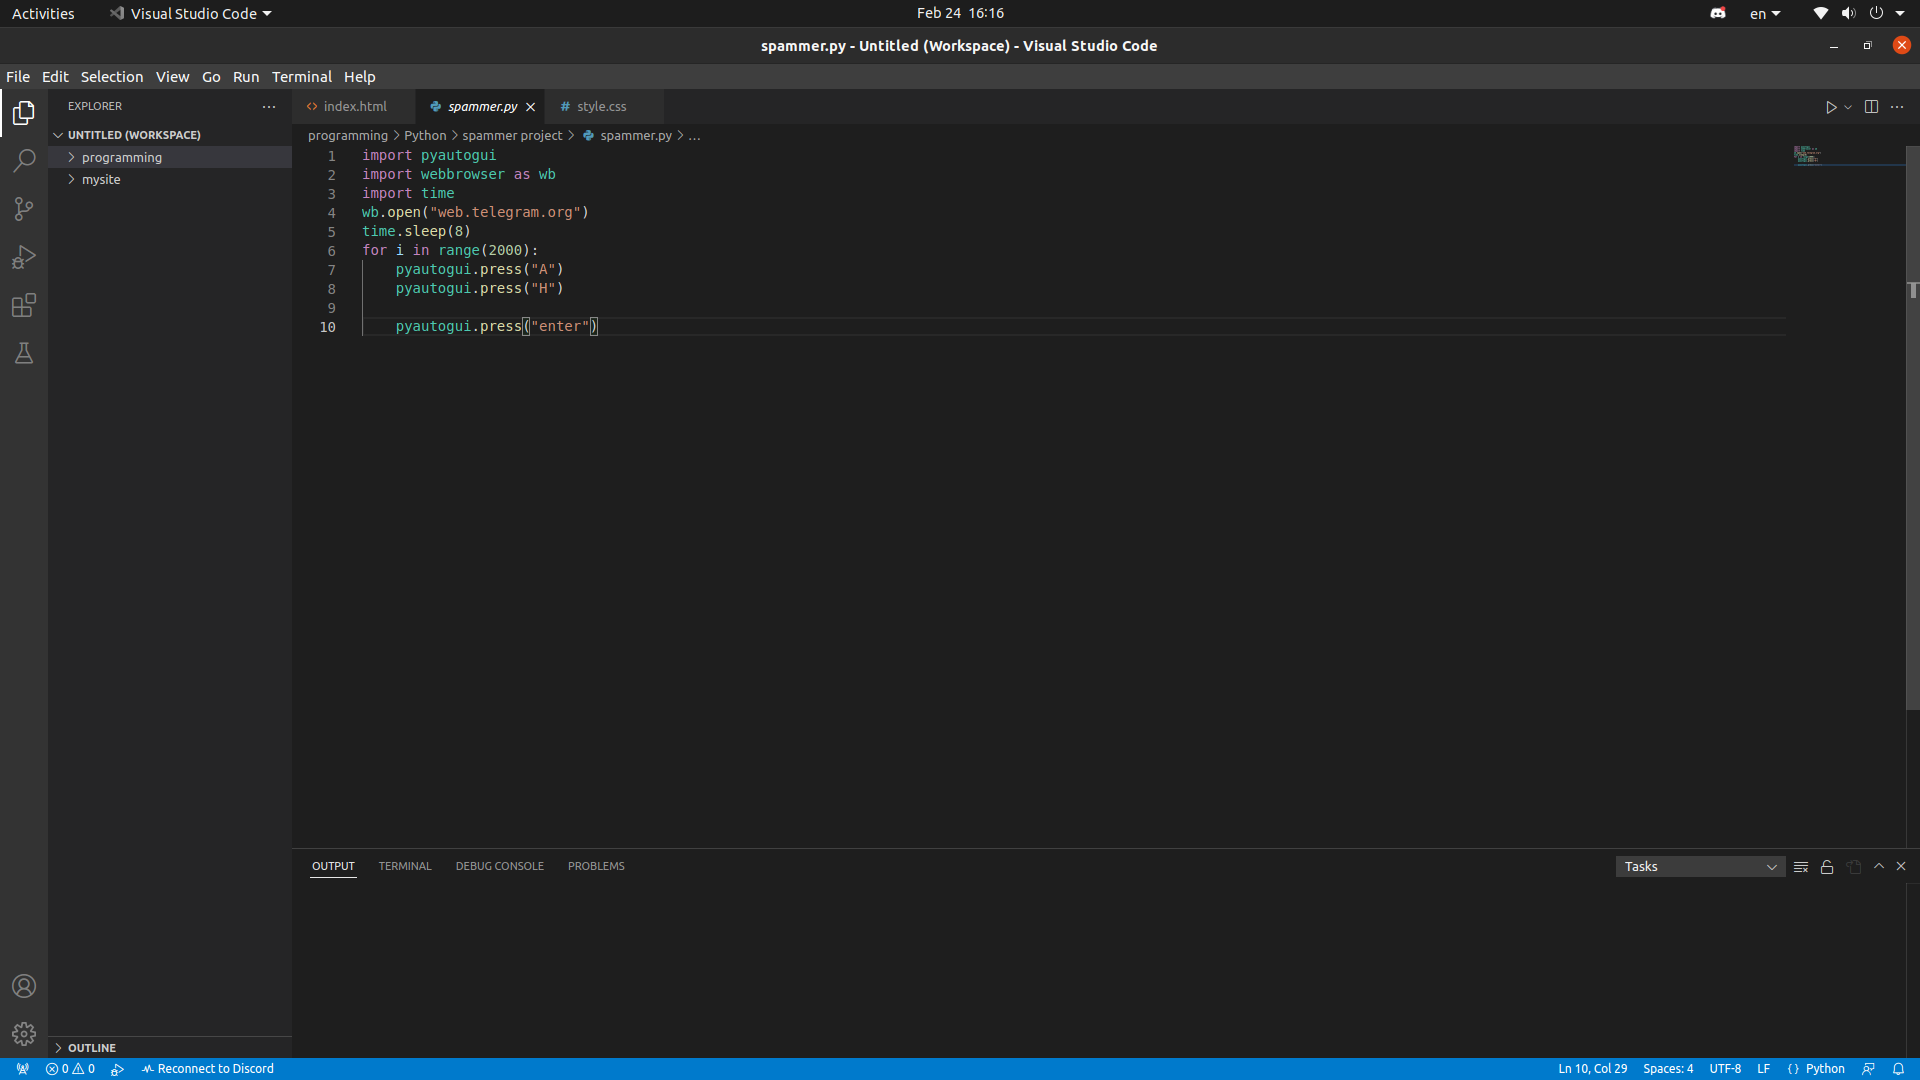 Activities Visual Studio Code Feb 24 16:16 en
spammer.py - Untitled (Workspace) - Visual Studio Code
File Edit Selection View Go Run Terminal Help
EXPLORER
UNTITLED (WORKSPACE)
programming
mysite
index.html spammer.py style.css
programming > Python > spammer project > spammer.py > ...
1 import pyautogui
2 import webbrowser as wb
3 import time
4 wb.open("web.telegram.org")
5 time.sleep(8)
6 for i in range(2000):
7     pyautogui.press("A")
8     pyautogui.press("H")
9
10     pyautogui.press("enter")
OUTPUT TERMINAL DEBUG CONSOLE PROBLEMS Tasks
OUTLINE
0 0 Reconnect to Discord Ln 10, Col 29 Spaces: 4 UTF-8 LF {} Python